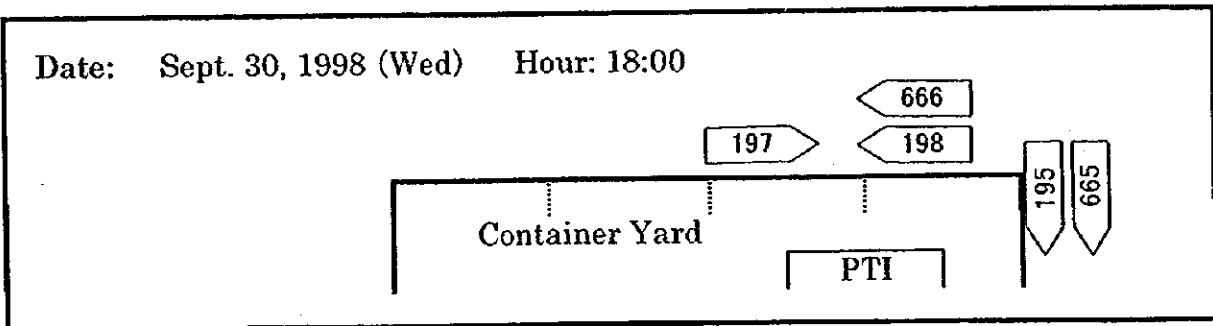 Date: Sept. 30, 1998 (Wed) Hour: 18:00
666
197
198
195
665
Container Yard
PTI